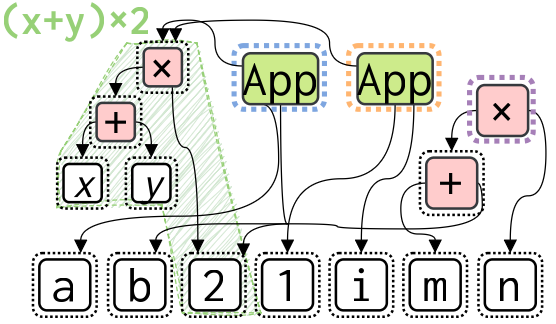 (x+y)×2
×
App
App
×
+
+
x
y
a
b
2
1
i
m
n